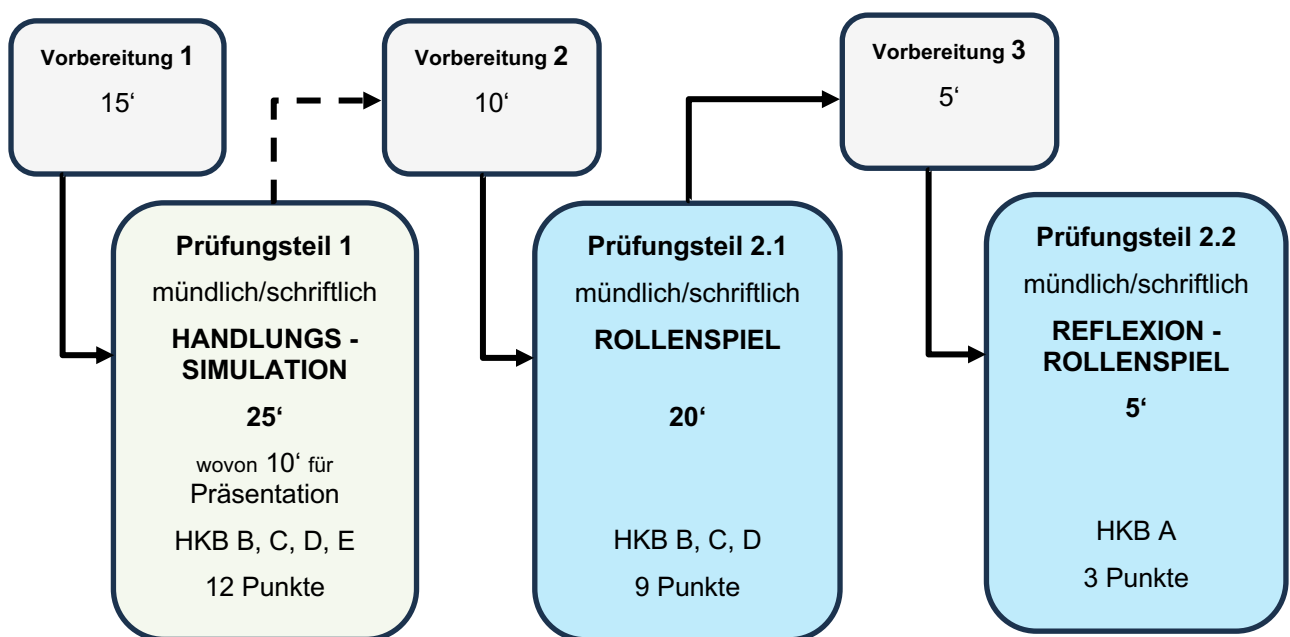 Vorbereitung 1
15‘
Vorbereitung 2
10‘
Vorbereitung 3
5‘
Prüfungsteil 1
mündlich/schriftlich
HANDLUNGS -
SIMULATION
25‘
wovon 10‘ für
Präsentation
HKB B, C, D, E
12 Punkte
Prüfungsteil 2.1
mündlich/schriftlich
ROLLENSPIEL
20‘
HKB B, C, D
9 Punkte
Prüfungsteil 2.2
mündlich/schriftlich
REFLEXION -
ROLLENSPIEL
5‘
HKB A
3 Punkte